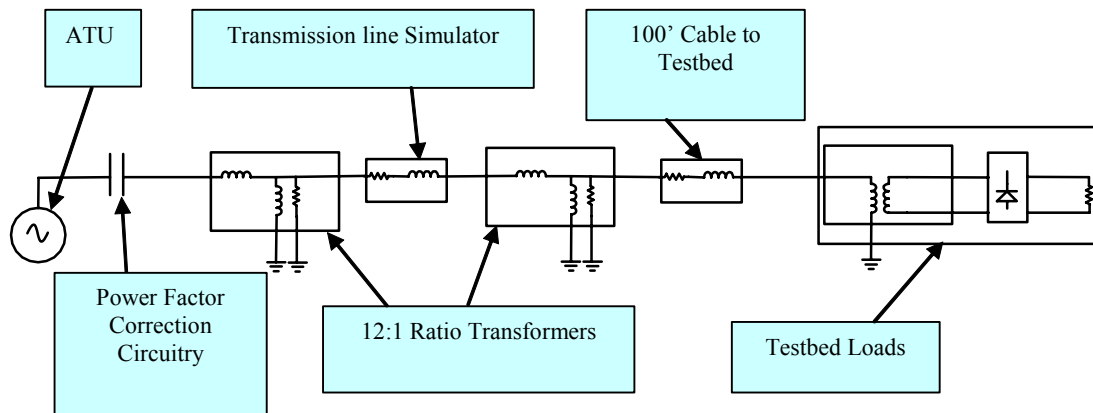 ATU
Transmission line Simulator
100’ Cable to
Testbed
Power Factor
Correction
Circuitry
12:1 Ratio Transformers
Testbed Loads